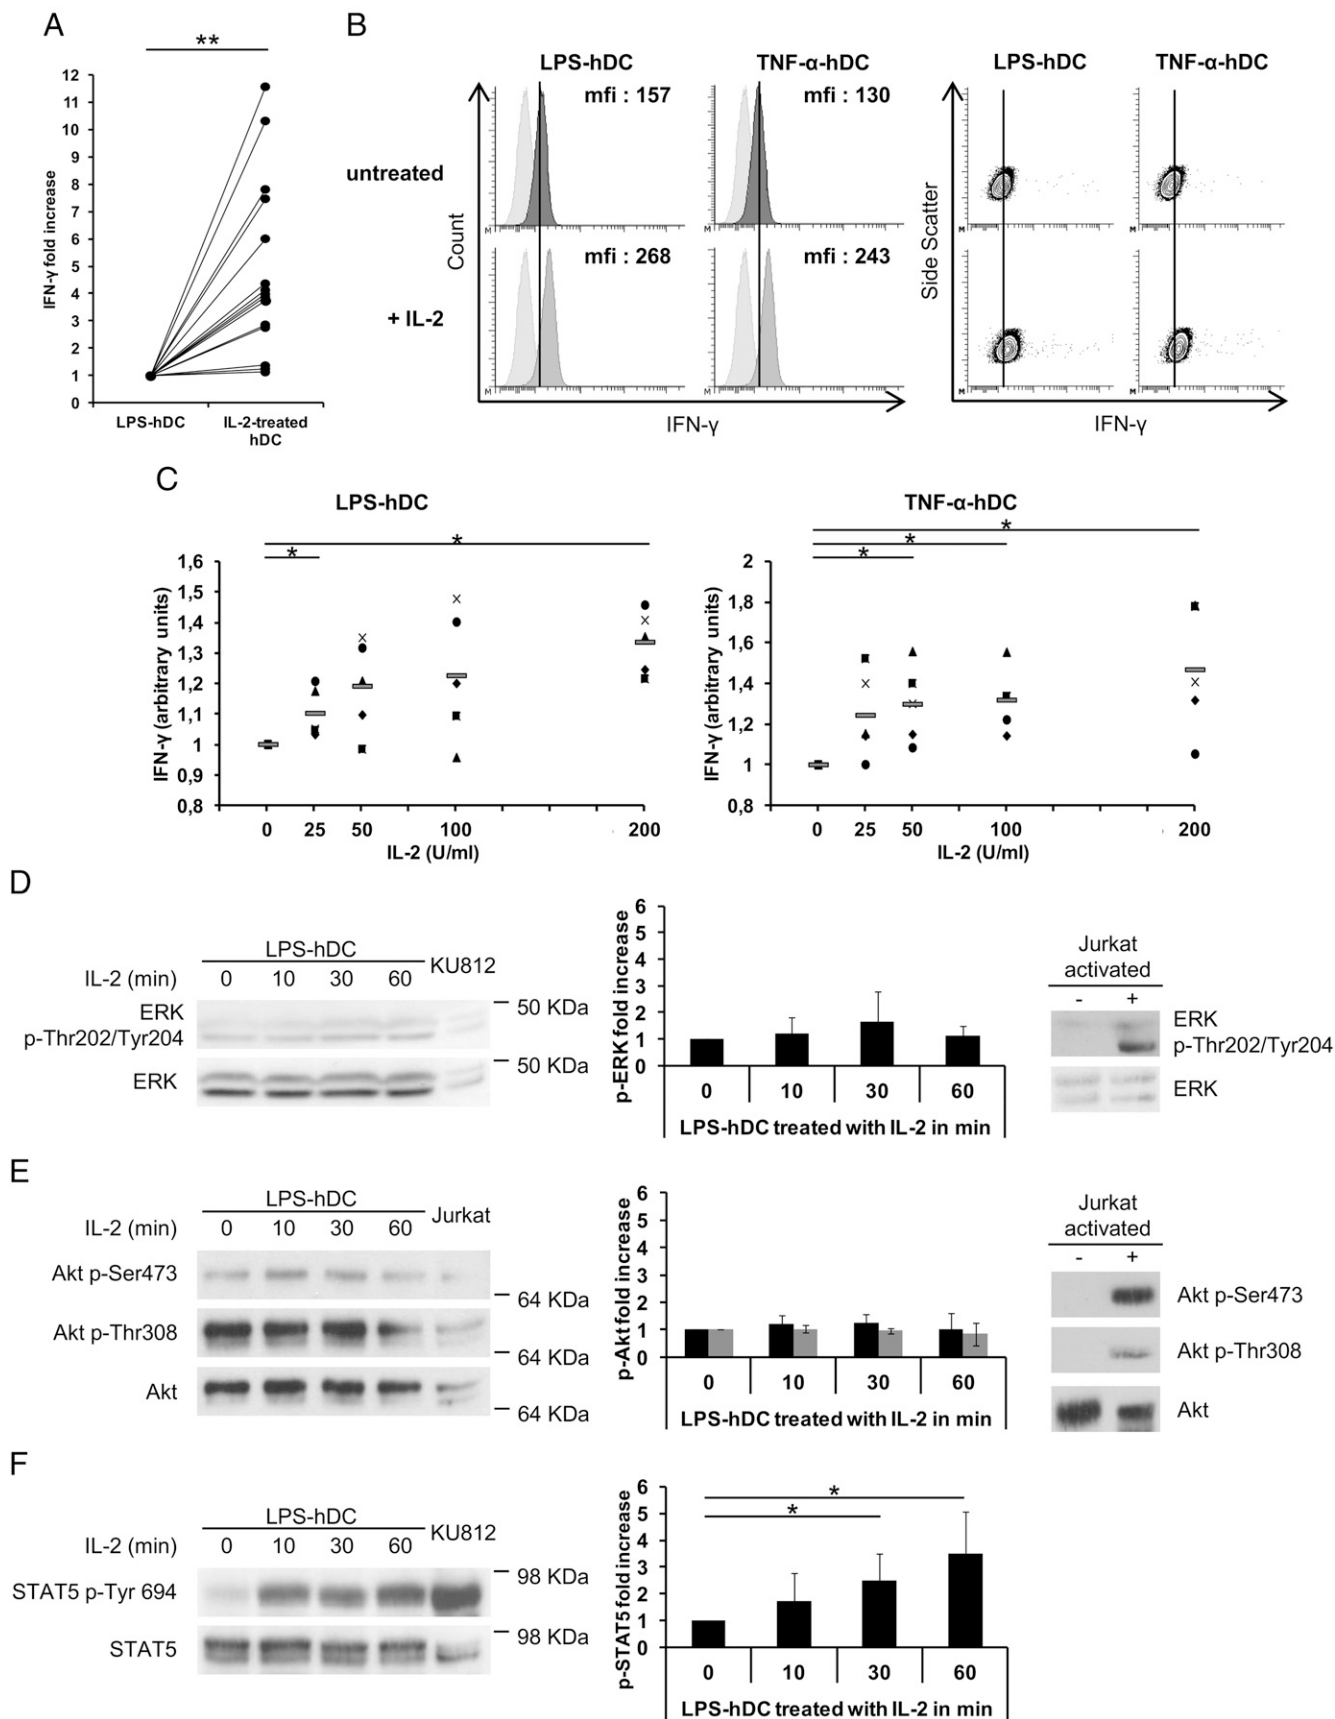 A
**
12
11
10
9
8
7
6
5
4
3
2
1
0
IFN-γ fold increase
LPS-hDC
IL-2-treated
hDC
B
LPS-hDC
TNF-α-hDC
LPS-hDC
TNF-α-hDC
mfi : 157
mfi : 130
untreated
mfi : 268
mfi : 243
+ IL-2
Count
Side Scatter
IFN-γ
IFN-γ
C
LPS-hDC
*
*
1,6
1,5
1,4
1,3
1,2
1,1
1
0,9
0,8
IFN-γ (arbitrary units)
0 25 50 100 200
IL-2 (U/ml)
TNF-α-hDC
*
*
*
2
1,8
1,6
1,4
1,2
1
0,8
IFN-γ (arbitrary units)
0 25 50 100 200
IL-2 (U/ml)
D
LPS-hDC
KU812
IL-2 (min) 0 10 30 60
ERK
p-Thr202/Tyr204
50 KDa
ERK
50 KDa
6
5
4
3
2
1
0
p-ERK fold increase
0 10 30 60
LPS-hDC treated with IL-2 in min
Jurkat
activated
- +
ERK
p-Thr202/Tyr204
ERK
E
LPS-hDC
Jurkat
IL-2 (min) 0 10 30 60
Akt p-Ser473
64 KDa
Akt p-Thr308
64 KDa
Akt
64 KDa
6
5
4
3
2
1
0
p-Akt fold increase
0 10 30 60
LPS-hDC treated with IL-2 in min
Jurkat
activated
- +
Akt p-Ser473
Akt p-Thr308
Akt
F
LPS-hDC
KU812
IL-2 (min) 0 10 30 60
STAT5 p-Tyr 694
98 KDa
STAT5
98 KDa
*
*
6
5
4
3
2
1
0
p-STAT5 fold increase
0 10 30 60
LPS-hDC treated with IL-2 in min